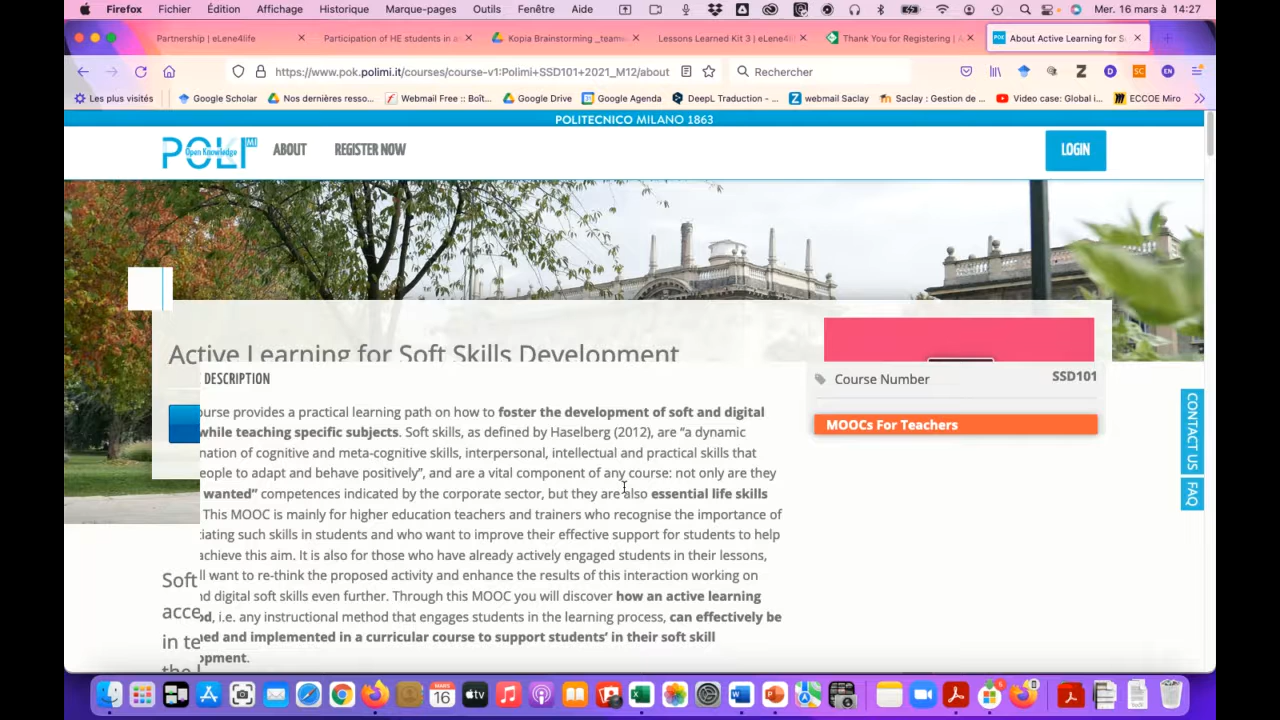 Firefox Fichier Édition Affichage Historique Marque-pages Outils Fenêtre Aide Mer. 16 mars à 14:27
Partnership | eLene4life Participation of HE students in a Kopia Brainstorming _team Lessons Learned Kit 3 | eLene4l Thank You for Registering | A About Active Learning for S
https://www.pok.polimi.it/courses/course-v1:Polimi+SSD101+2021_M12/about Rechercher
Les plus visités Google Scholar Nos dernières resso... Webmail Free :: Boît... Google Drive Google Agenda DeepL Traduction – ... webmail Saclay Saclay : Gestion de ... Video case: Global i... ECCOE Miro
POLITECNICO MILANO 1863
POLI MI Open Knowledge ABOUT REGISTER NOW LOGIN
Active Learning for Soft Skills Development
DESCRIPTION
Course Number SSD101
MOOCs For Teachers
ourse provides a practical learning path on how to foster the development of soft and digital
while teaching specific subjects. Soft skills, as defined by Haselberg (2012), are “a dynamic
nation of cognitive and meta-cognitive skills, interpersonal, intellectual and practical skills that
eople to adapt and behave positively”, and are a vital component of any course: not only are they
wanted” competences indicated by the corporate sector, but they are also essential life skills
This MOOC is mainly for higher education teachers and trainers who recognise the importance of
iating such skills in students and who want to improve their effective support for students to help
achieve this aim. It is also for those who have already actively engaged students in their lessons,
ll want to re-think the proposed activity and enhance the results of this interaction working on
nd digital soft skills even further. Through this MOOC you will discover how an active learning
od, i.e. any instructional method that engages students in the learning process, can effectively be
ned and implemented in a curricular course to support students’ in their soft skill
opment.
Soft
acce
in te
CONTACT US
FAQ
MARS
16
tv